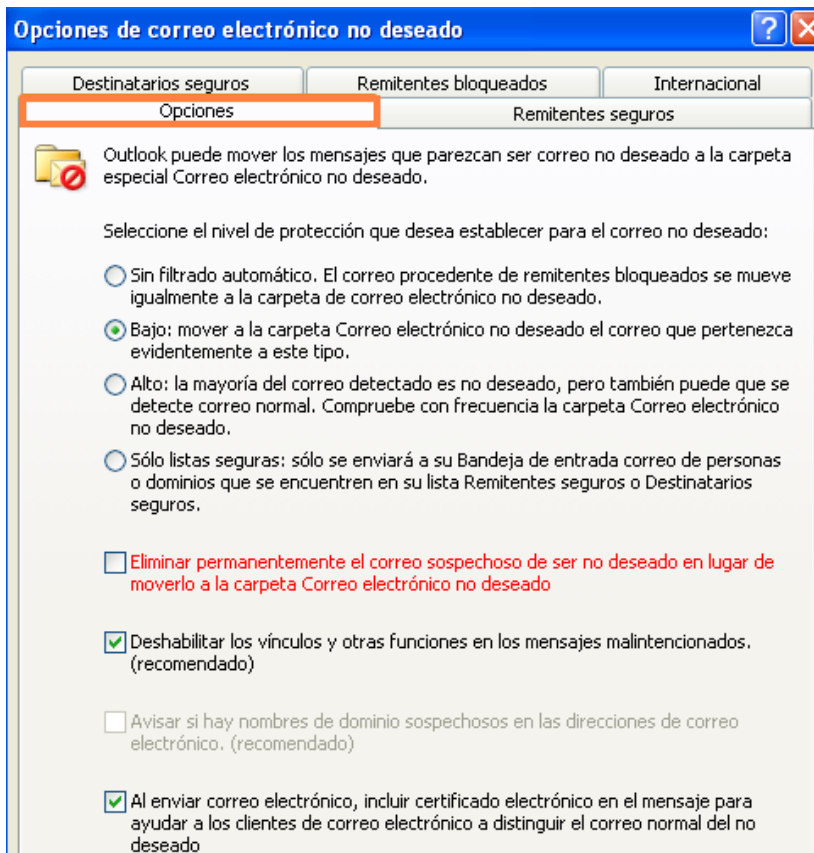 Opciones de correo electrónico no deseado
Destinatarios seguros
Remitentes bloqueados
Internacional
Opciones
Remitentes seguros
Outlook puede mover los mensajes que parezcan ser correo no deseado a la carpeta
especial Correo electrónico no deseado.
Seleccione el nivel de protección que desea establecer para el correo no deseado:
Sin filtrado automático. El correo procedente de remitentes bloqueados se mueve
igualmente a la carpeta de correo electrónico no deseado.
Bajo: mover a la carpeta Correo electrónico no deseado el correo que pertenezca
evidentemente a este tipo.
Alto: la mayoría del correo detectado es no deseado, pero también puede que se
detecte correo normal. Compruebe con frecuencia la carpeta Correo electrónico
no deseado.
Sólo listas seguras: sólo se enviará a su Bandeja de entrada correo de personas
o dominios que se encuentren en su lista Remitentes seguros o Destinatarios
seguros.
Eliminar permanentemente el correo sospechoso de ser no deseado en lugar de
moverlo a la carpeta Correo electrónico no deseado
Deshabilitar los vínculos y otras funciones en los mensajes malintencionados.
(recomendado)
Avisar si hay nombres de dominio sospechosos en las direcciones de correo
electrónico. (recomendado)
Al enviar correo electrónico, incluir certificado electrónico en el mensaje para
ayudar a los clientes de correo electrónico a distinguir el correo normal del no
deseado